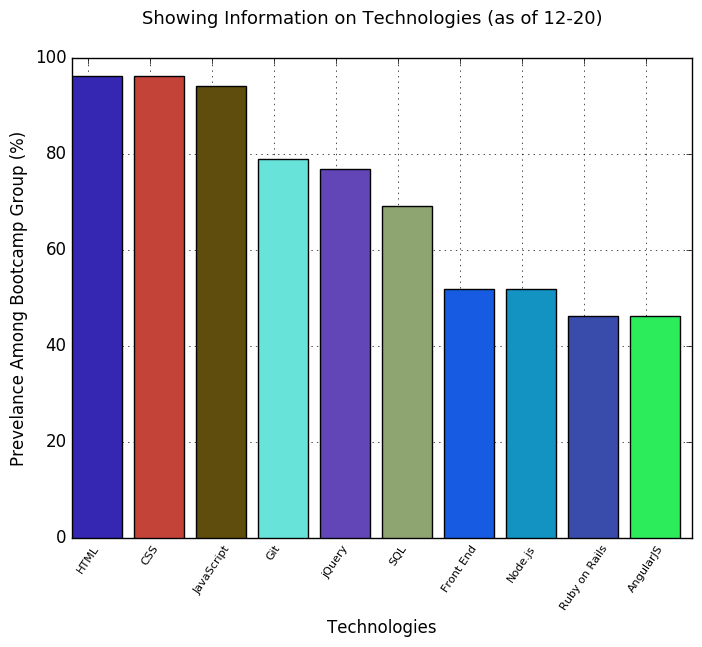 Showing Information on Technologies (as of 12-20)
Prevelance Among Bootcamp Group (%)
100
80
60
40
20
0
HTML
CSS
JavaScript
Git
jQuery
SQL
Front End
Node.js
Ruby on Rails
AngularJS
Technologies